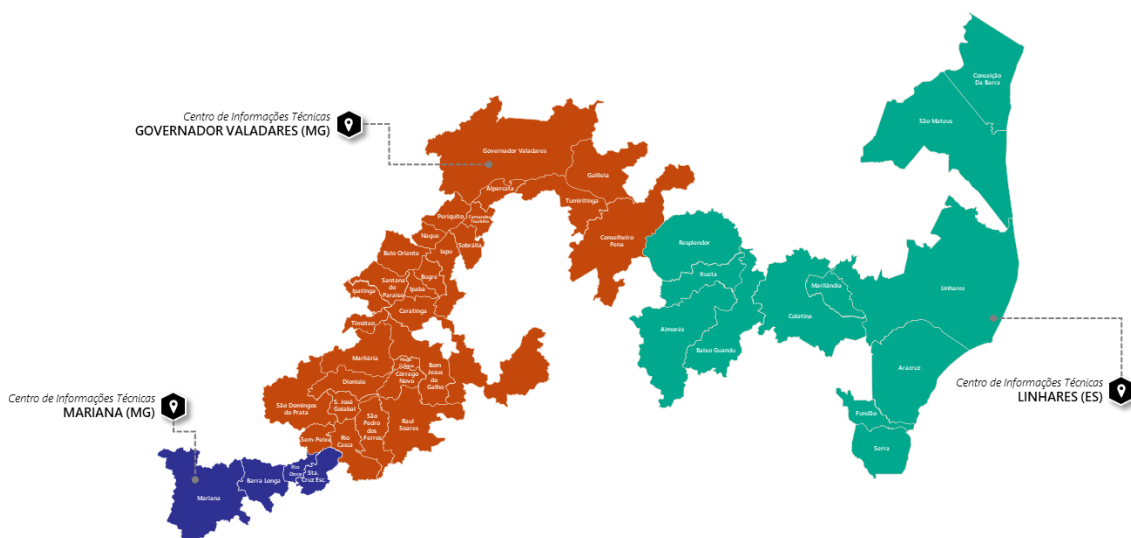 Centro de Informações Técnicas
GOVERNADOR VALADARES (MG)
Centro de Informações Técnicas
MARIANA (MG)
Centro de Informações Técnicas
LINHARES (ES)
Conceição
Da Barra
São Mateus
Governador Valadares
Galileia
Alpercata
Tumiritinga
Periquito
Fernandes
Tourinho
Naque
Sobrália
Conselheiro
Pena
Iapu
Belo Oriente
Bugre
Santana
do
Paraíso
Ipaba
Ipatinga
Caratinga
Timóteo
Marliéria
Córrego
Novo
Bom
Jesus
do
Galho
Dionísio
São Domingos
do Prata
S. José
Goiabal
São
Pedro
dos
Ferros
Raul
Soares
Sem-Peixe
Rio
Casca
Rio
Doce
Sta.
Cruz Esc.
Barra Longa
Mariana
Resplendor
Itueta
Aimorés
Baixo Guandu
Marilândia
Colatina
Linhares
Aracruz
Fundão
Serra